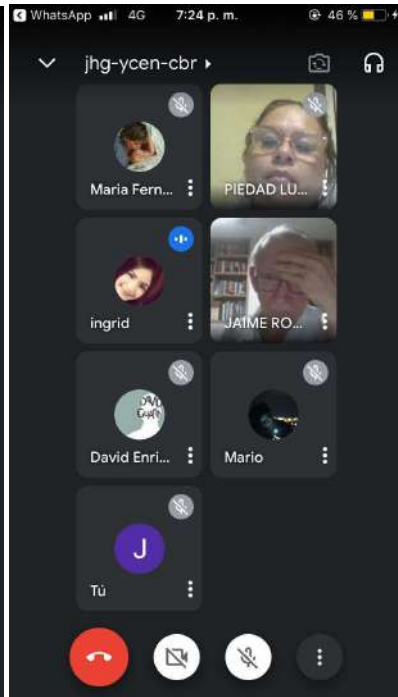 WhatsApp 4G 7:24 p. m. 46 %
jhg-ycen-cbr
Maria Fern...
PIEDAD LU...
ingrid
JAIME RO...
David Enri...
Mario
J
Tú